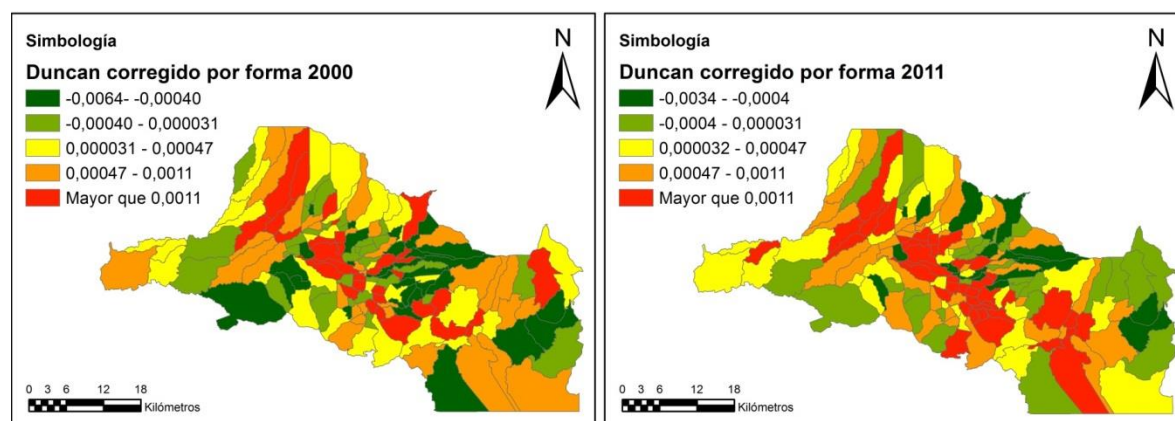 Simbología
N
Duncan corregido por forma 2000
-0,0064- -0,00040
-0,00040 - 0,000031
0,000031 - 0,00047
0,00047 - 0,0011
Mayor que 0,0011
0 3 6 12 18
Kilómetros
Simbología
N
Duncan corregido por forma 2011
-0,0034 - -0,0004
-0,0004 - 0,000031
0,000032 - 0,00047
0,00047 - 0,0011
Mayor que 0,0011
0 3 6 12 18
Kilómetros